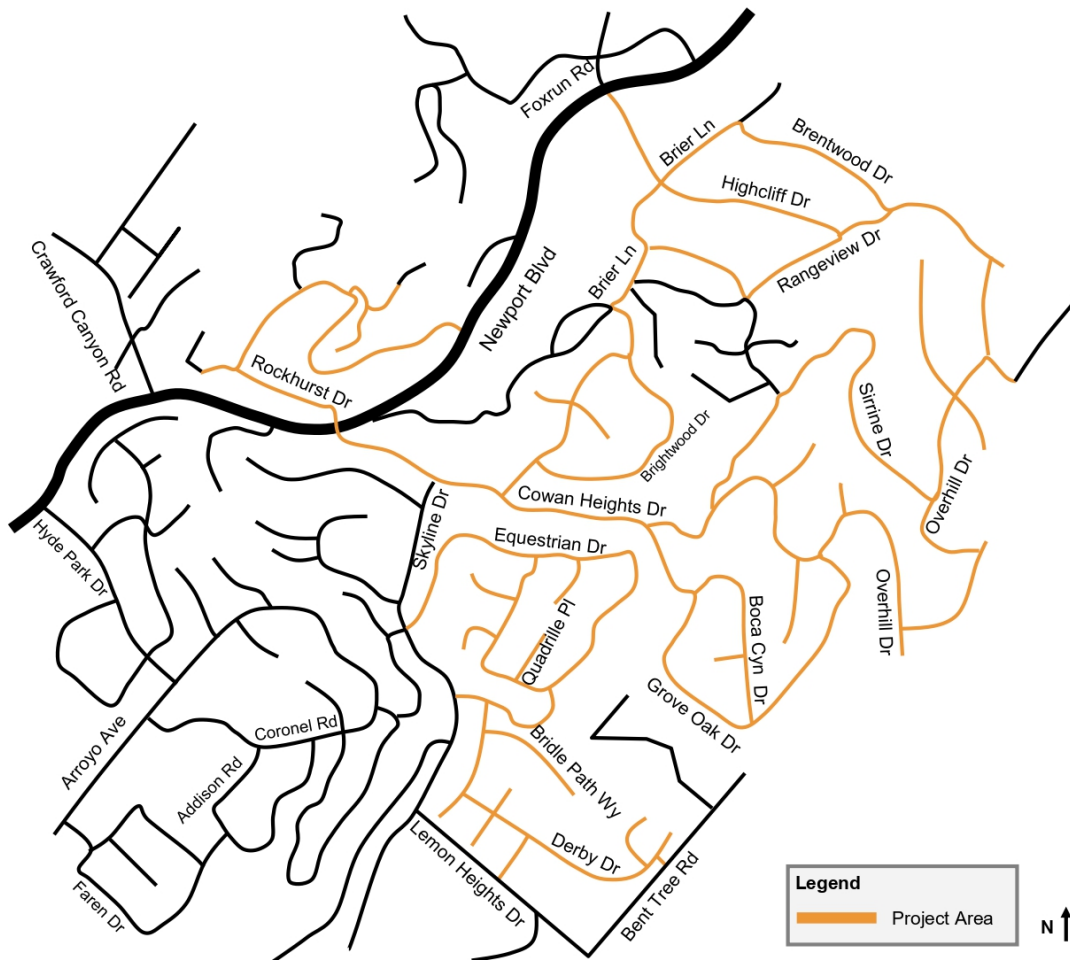 Foxrun Rd
Brier Ln
Brentwood Dr
Highcliff Dr
Rangeview Dr
Brier Ln
Newport Blvd
Crawford Canyon Rd
Rockhurst Dr
Sirrine Dr
Brightwood Dr
Cowan Heights Dr
Overhill Dr
Skyline Dr
Equestrian Dr
Hyde Park Dr
Quadrille Pl
Boca Cyn Dr
Overhill Dr
Grove Oak Dr
Arroyo Ave
Coronel Rd
Bridle Path Wy
Addison Rd
Derby Dr
Lemon Heights Dr
Bent Tree Rd
Faren Dr
Legend
Project Area
N